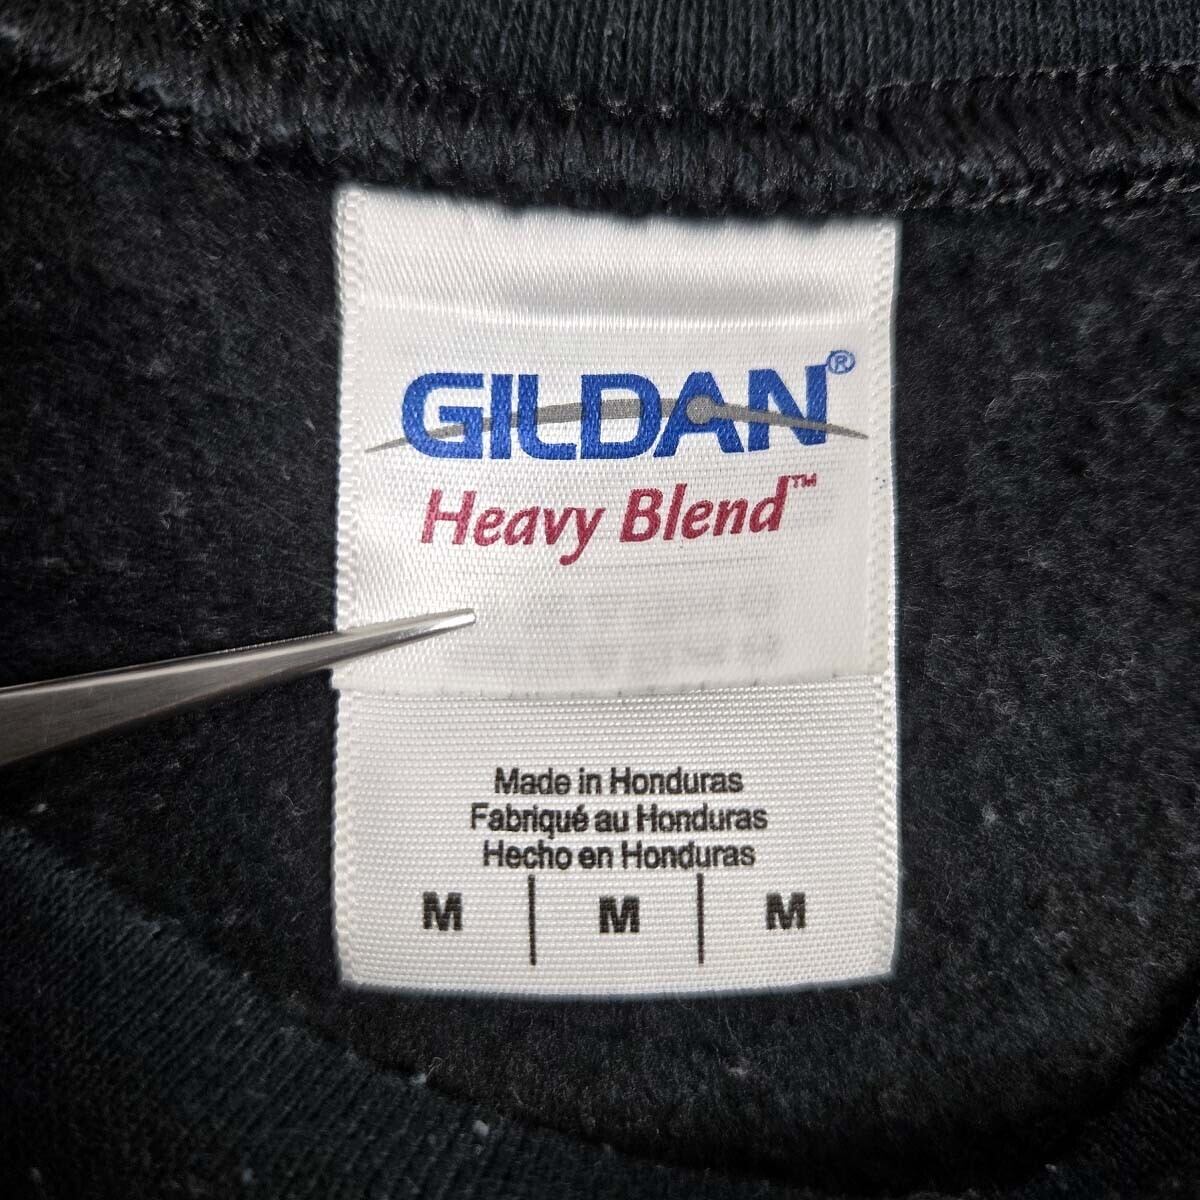 GILDAN®
Heavy Blend™
Made in Honduras
Fabriqué au Honduras
Hecho en Honduras
M M M